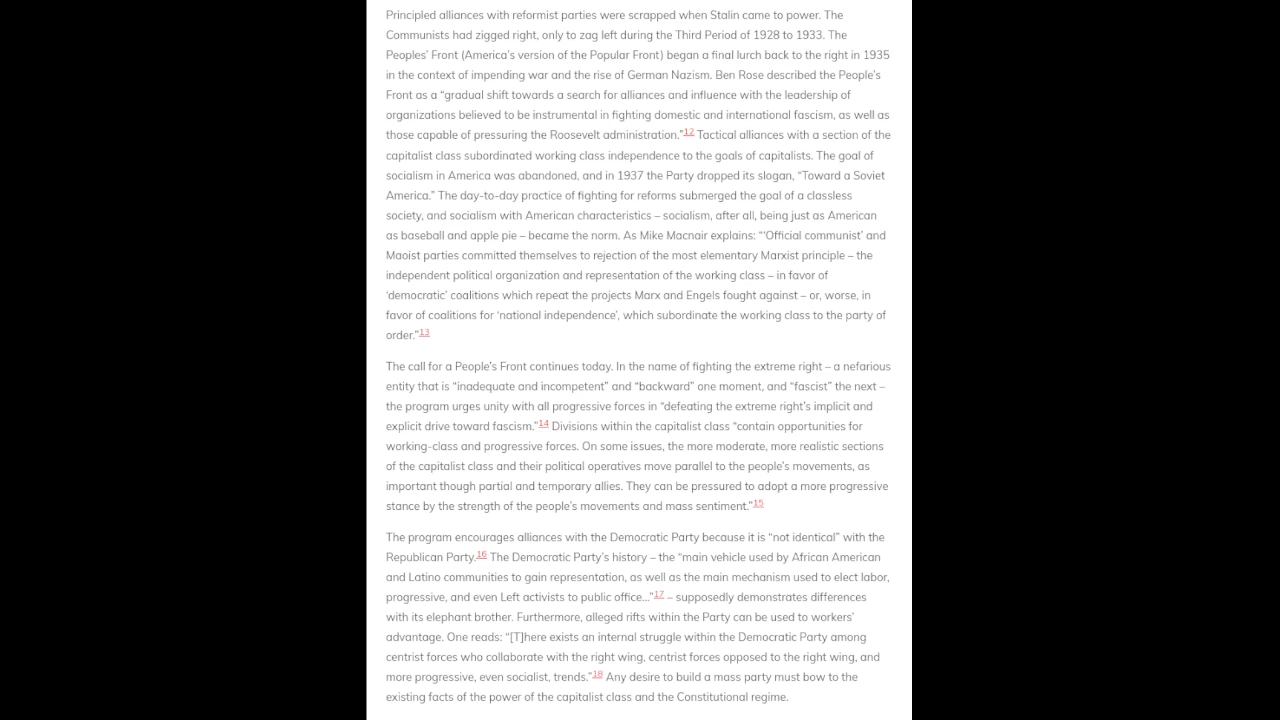 Principled alliances with reformist parties were scrapped when Stalin came to power. The
Communists had zigged right, only to zag left during the Third Period of 1928 to 1933. The
Peoples’ Front (America’s version of the Popular Front) began a final lurch back to the right in 1935
in the context of impending war and the rise of German Nazism. Ben Rose described the People’s
Front as a “gradual shift towards a search for alliances and influence with the leadership of
organizations believed to be instrumental in fighting domestic and international fascism, as well as
those capable of pressuring the Roosevelt administration.”12 Tactical alliances with a section of the
capitalist class subordinated working class independence to the goals of capitalists. The goal of
socialism in America was abandoned, and in 1937 the Party dropped its slogan, “Toward a Soviet
America.” The day-to-day practice of fighting for reforms submerged the goal of a classless
society, and socialism with American characteristics – socialism, after all, being just as American
as baseball and apple pie – became the norm. As Mike Macnair explains: “‘Official communist’ and
Maoist parties committed themselves to rejection of the most elementary Marxist principle – the
independent political organization and representation of the working class – in favor of
‘democratic’ coalitions which repeat the projects Marx and Engels fought against – or, worse, in
favor of coalitions for ‘national independence’, which subordinate the working class to the party of
order.”13
The call for a People’s Front continues today. In the name of fighting the extreme right – a nefarious
entity that is “inadequate and incompetent” and “backward” one moment, and “fascist” the next –
the program urges unity with all progressive forces in “defeating the extreme right’s implicit and
explicit drive toward fascism.”14 Divisions within the capitalist class “contain opportunities for
working-class and progressive forces. On some issues, the more moderate, more realistic sections
of the capitalist class and their political operatives move parallel to the people’s movements, as
important though partial and temporary allies. They can be pressured to adopt a more progressive
stance by the strength of the people’s movements and mass sentiment.”15
The program encourages alliances with the Democratic Party because it is “not identical” with the
Republican Party.16 The Democratic Party’s history – the “main vehicle used by African American
and Latino communities to gain representation, as well as the main mechanism used to elect labor,
progressive, and even Left activists to public office…”17 – supposedly demonstrates differences
with its elephant brother. Furthermore, alleged rifts within the Party can be used to workers’
advantage. One reads: “[T]here exists an internal struggle within the Democratic Party among
centrist forces who collaborate with the right wing, centrist forces opposed to the right wing, and
more progressive, even socialist, trends.”18 Any desire to build a mass party must bow to the
existing facts of the power of the capitalist class and the Constitutional regime.